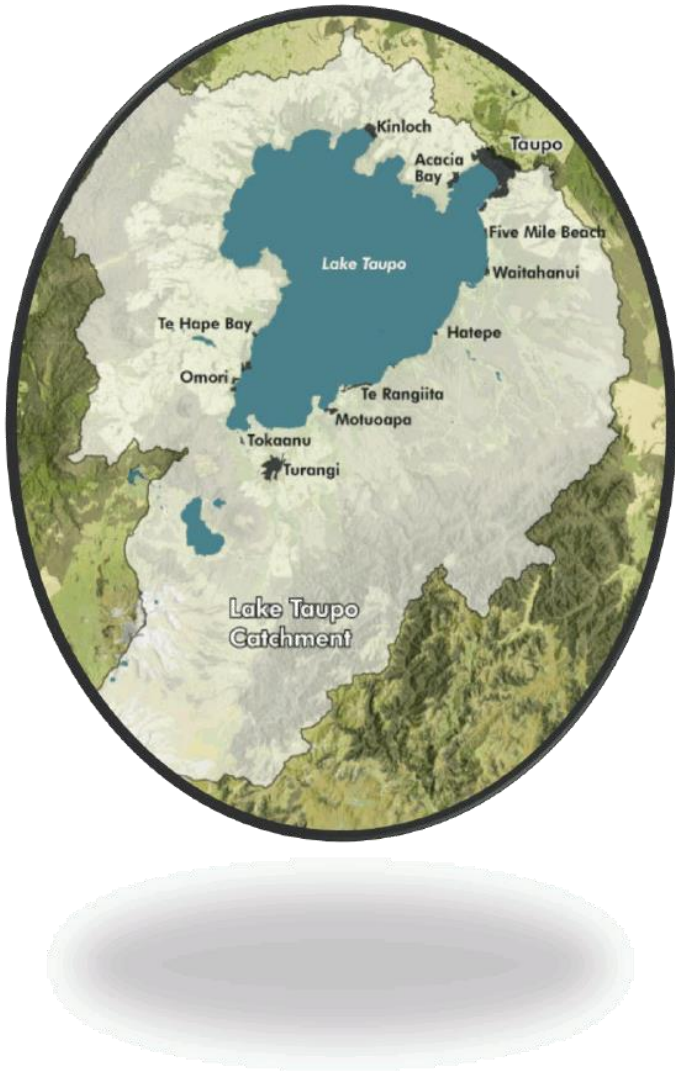 Kinloch
Taupo
Acacia
Bay
Five Mile Beach
Lake Taupo
Waitahanui
Te Hape Bay
Hatepe
Omori
Te Rangiita
Motuoapa
Tokaanu
Turangi
Lake Taupo
Catchment